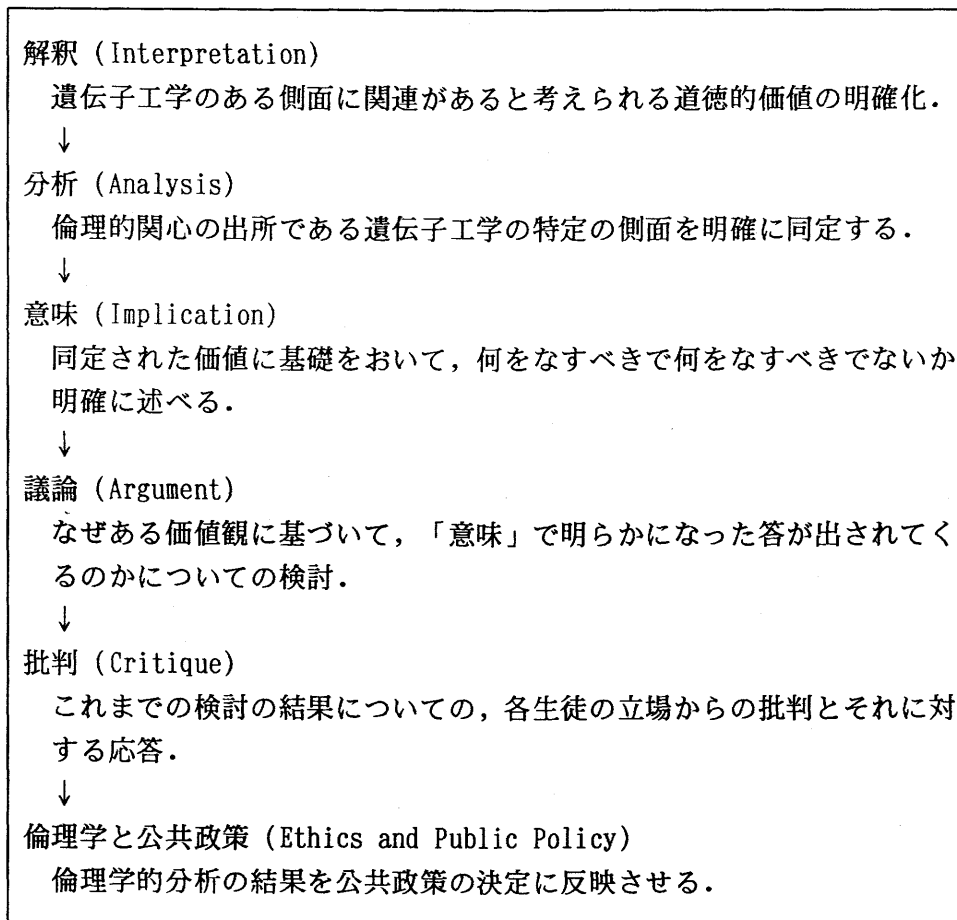 解釈 (Interpretation)
遺伝子工学のある側面に関連があると考えられる道徳的価値の明確化．
↓
分析 (Analysis)
倫理的関心の出所である遺伝子工学の特定の側面を明確に同定する．
↓
意味 (Implication)
同定された価値に基礎をおいて，何をなすべきで何をなすべきでないか
明確に述べる．
↓
議論 (Argument)
なぜある価値観に基づいて，「意味」で明らかになった答が出されてく
るのかについての検討．
↓
批判 (Critique)
これまでの検討の結果についての，各生徒の立場からの批判とそれに対
する応答．
↓
倫理学と公共政策 (Ethics and Public Policy)
倫理学的分析の結果を公共政策の決定に反映させる．